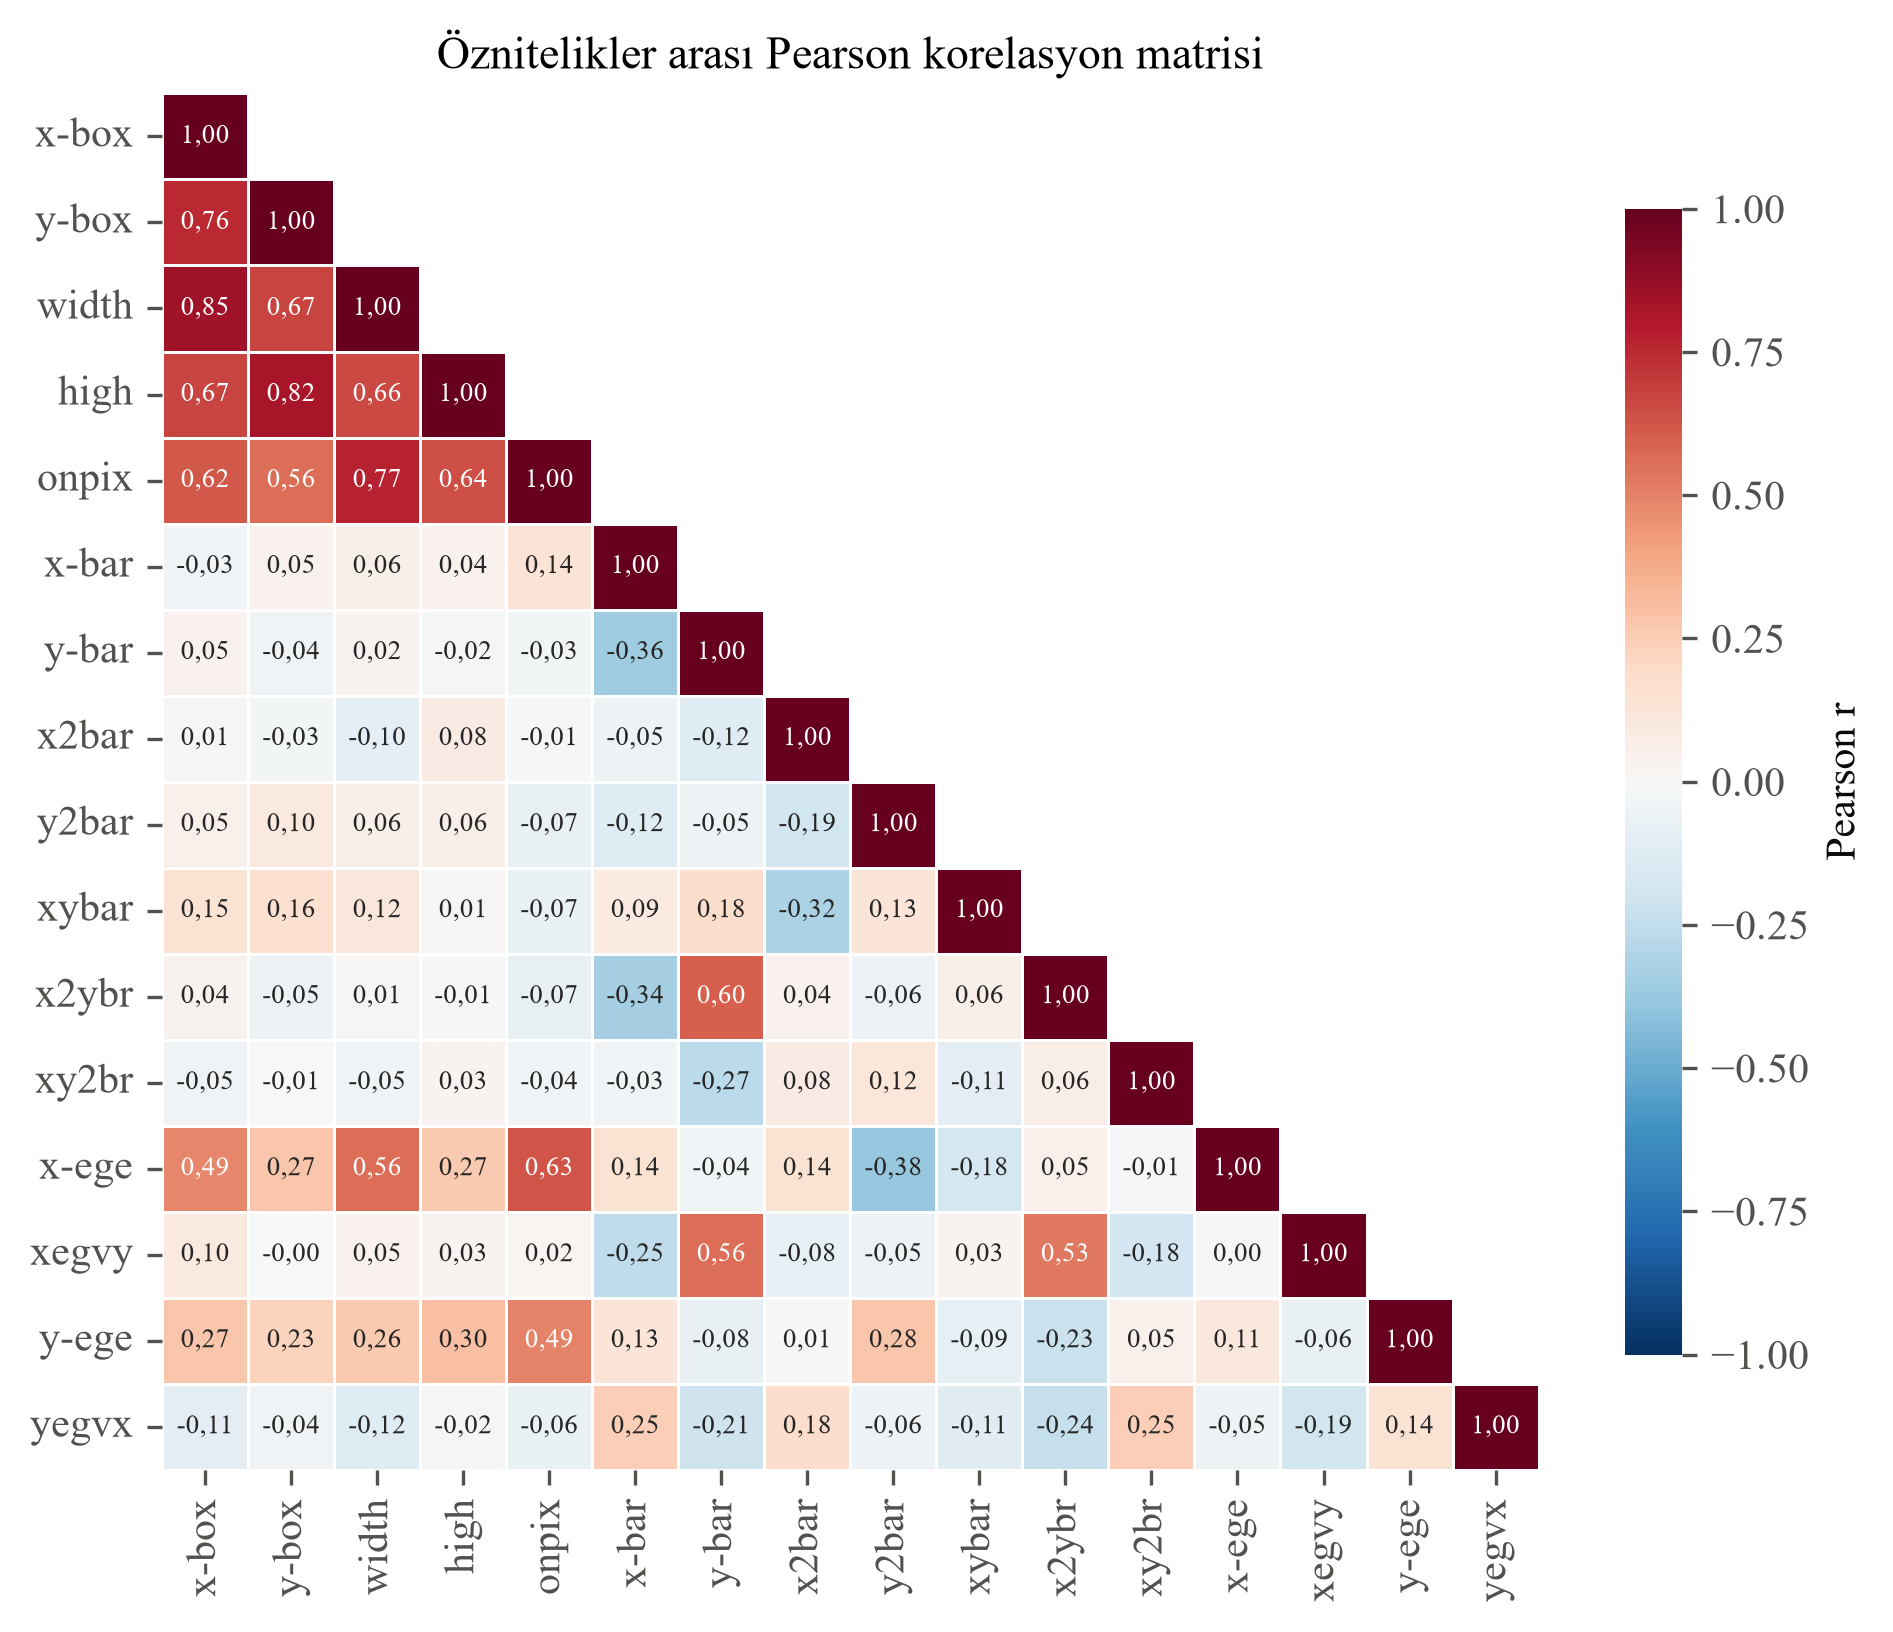 Öznitelikler arası Pearson korelasyon matrisi
x-box 1,00
y-box 0,76 1,00
width 0,85 0,67 1,00
high 0,67 0,82 0,66 1,00
onpix 0,62 0,56 0,77 0,64 1,00
x-bar -0,03 0,05 0,06 0,04 0,14 1,00
y-bar 0,05 -0,04 0,02 -0,02 -0,03 -0,36 1,00
x2bar 0,01 -0,03 -0,10 0,08 -0,01 -0,05 -0,12 1,00
y2bar 0,05 0,10 0,06 0,06 -0,07 -0,12 -0,05 -0,19 1,00
xybar 0,15 0,16 0,12 0,01 -0,07 0,09 0,18 -0,32 0,13 1,00
x2ybr 0,04 -0,05 0,01 -0,01 -0,07 -0,34 0,60 0,04 -0,06 0,06 1,00
xy2br -0,05 -0,01 -0,05 0,03 -0,04 -0,03 -0,27 0,08 0,12 -0,11 0,06 1,00
x-ege 0,49 0,27 0,56 0,27 0,63 0,14 -0,04 0,14 -0,38 -0,18 0,05 -0,01 1,00
xegvy 0,10 -0,00 0,05 0,03 0,02 -0,25 0,56 -0,08 -0,05 0,03 0,53 -0,18 0,00 1,00
y-ege 0,27 0,23 0,26 0,30 0,49 0,13 -0,08 0,01 0,28 -0,09 -0,23 0,05 0,11 -0,06 1,00
yegvx -0,11 -0,04 -0,12 -0,02 -0,06 0,25 -0,21 0,18 -0,06 -0,11 -0,24 0,25 -0,05 -0,19 0,14 1,00
x-box y-box width high onpix x-bar y-bar x2bar y2bar xybar x2ybr xy2br x-ege xegvy y-ege yegvx
1.00
0.75
0.50
0.25
0.00
−0.25
−0.50
−0.75
−1.00
Pearson r